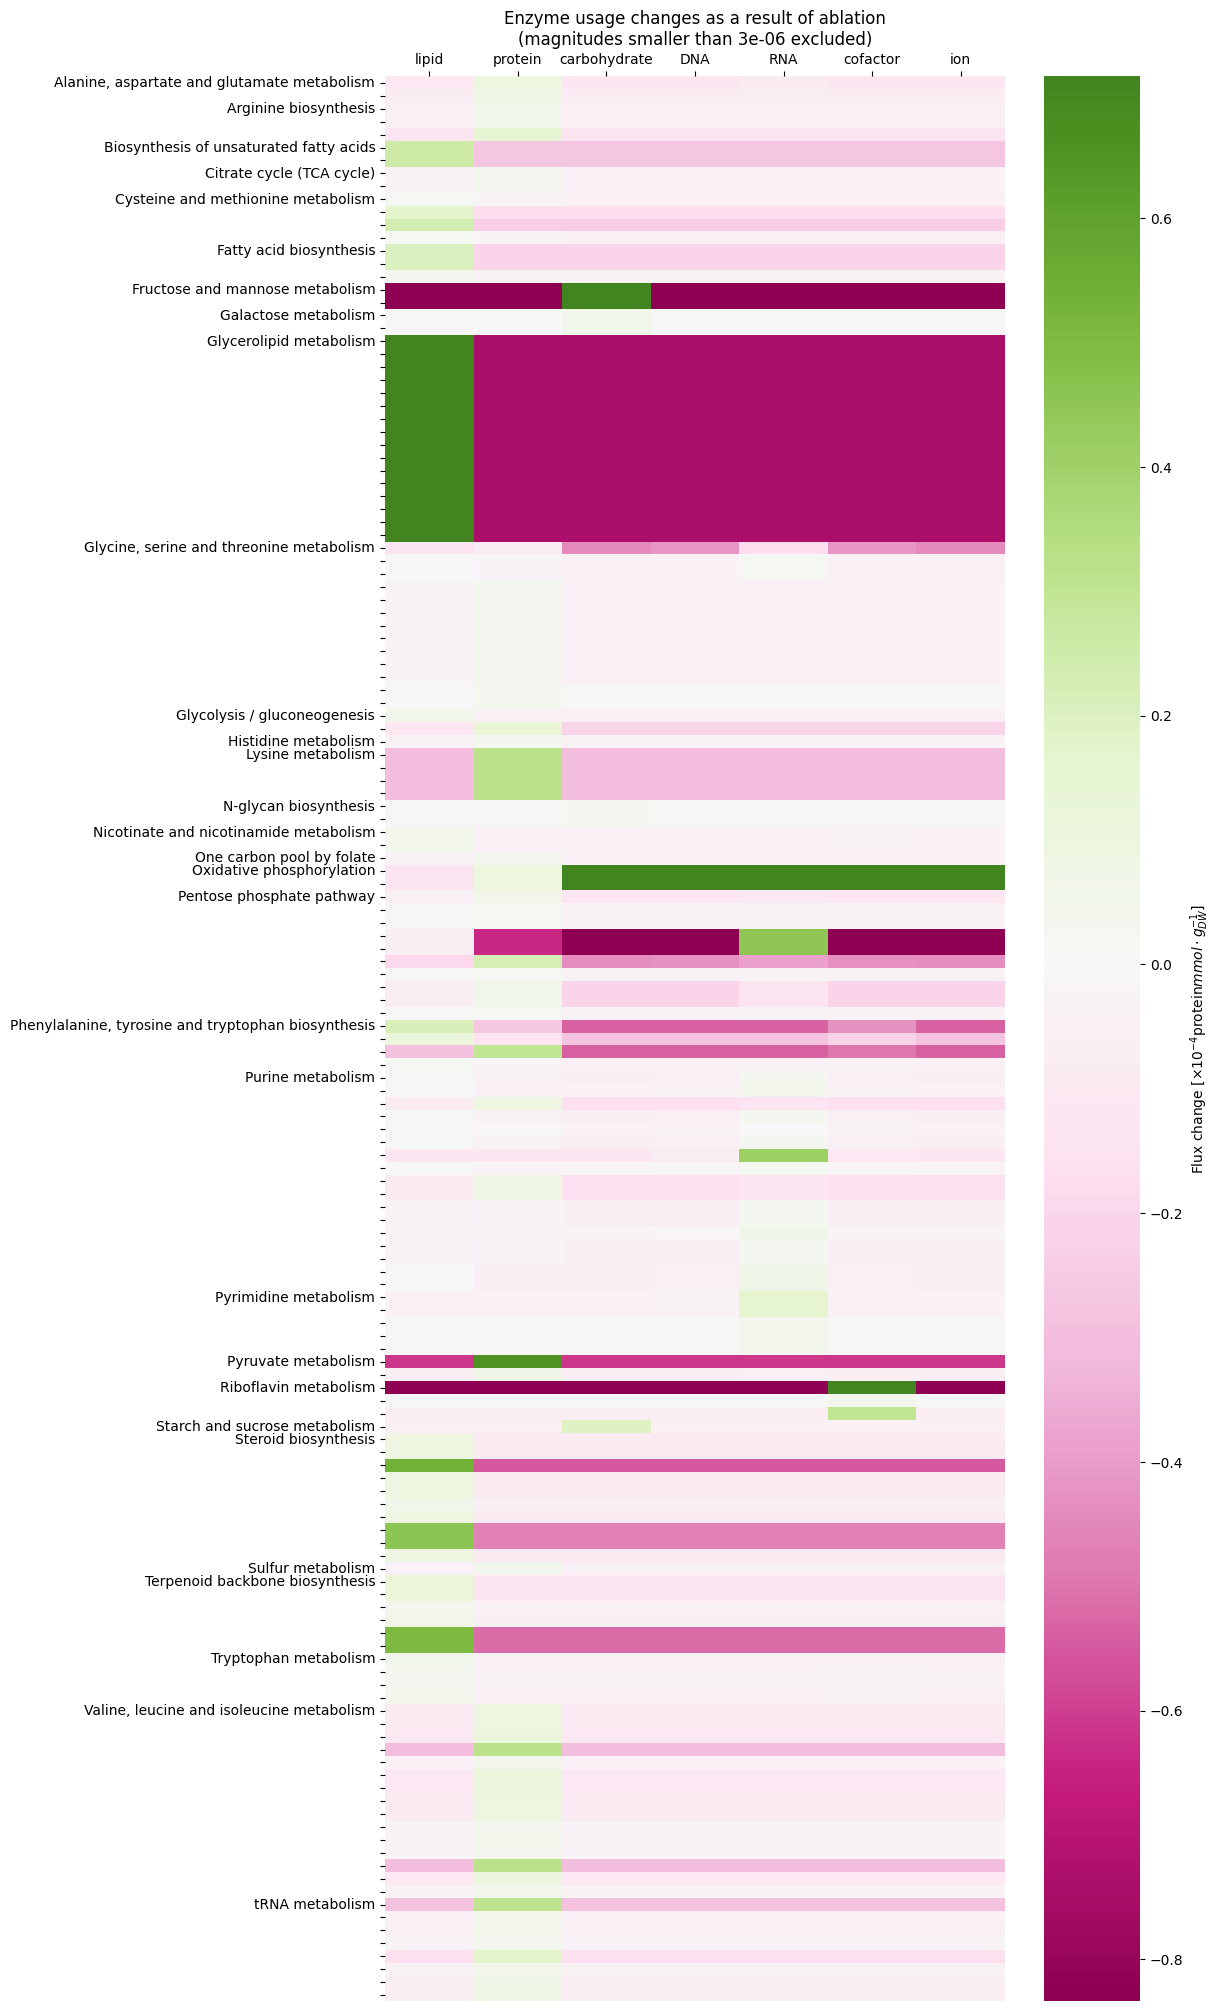 Enzyme usage changes as a result of ablation
(magnitudes smaller than 3e-06 excluded)
lipid protein carbohydrate DNA RNA cofactor ion
Alanine, aspartate and glutamate metabolism
Arginine biosynthesis
Biosynthesis of unsaturated fatty acids
Citrate cycle (TCA cycle)
Cysteine and methionine metabolism
Fatty acid biosynthesis
Fructose and mannose metabolism
Galactose metabolism
Glycerolipid metabolism
Glycine, serine and threonine metabolism
Glycolysis / gluconeogenesis
Histidine metabolism
Lysine metabolism
N-glycan biosynthesis
Nicotinate and nicotinamide metabolism
One carbon pool by folate
Oxidative phosphorylation
Pentose phosphate pathway
Phenylalanine, tyrosine and tryptophan biosynthesis
Purine metabolism
Pyrimidine metabolism
Pyruvate metabolism
Riboflavin metabolism
Starch and sucrose metabolism
Steroid biosynthesis
Sulfur metabolism
Terpenoid backbone biosynthesis
Tryptophan metabolism
Valine, leucine and isoleucine metabolism
tRNA metabolism
0.6
0.4
0.2
0.0
−0.2
−0.4
−0.6
−0.8
Flux change [×10⁻⁴protein mmol · g_DW⁻¹]